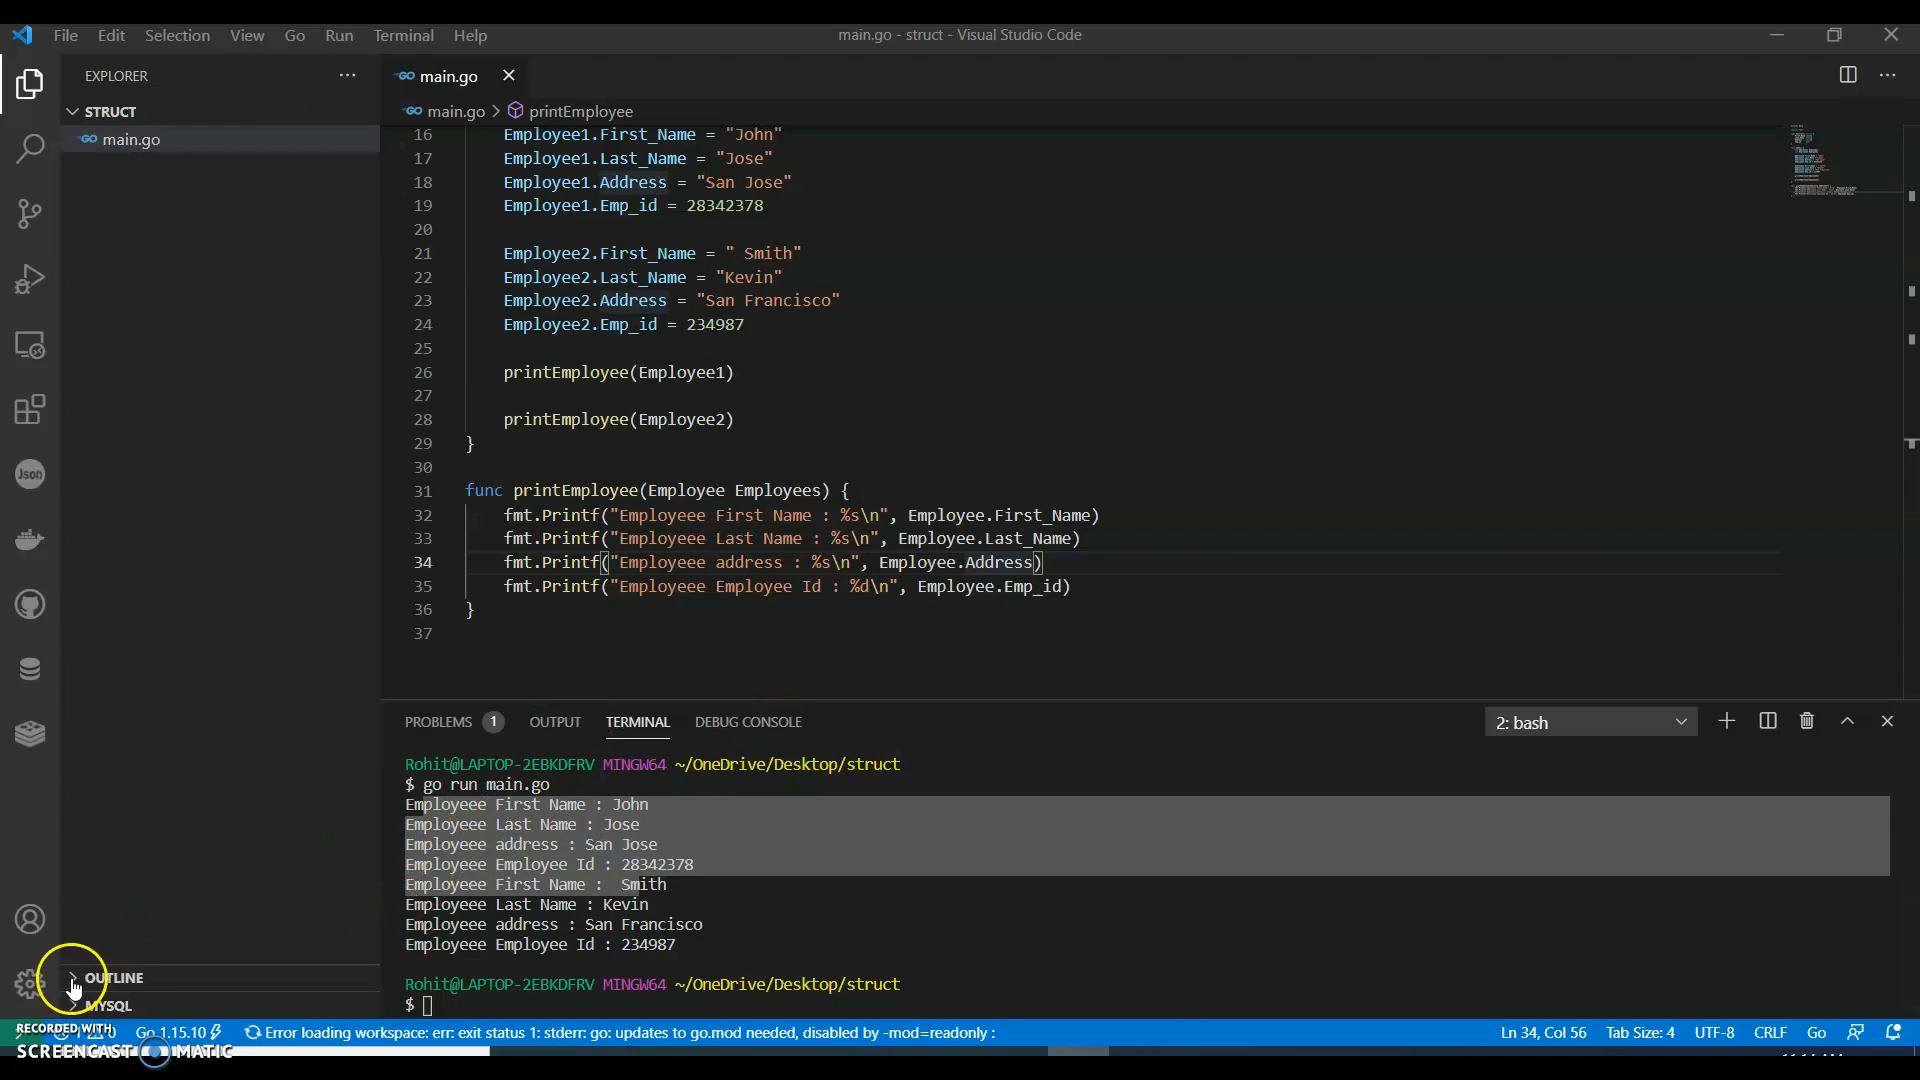 File Edit Selection View Go Run Terminal Help
main.go - struct - Visual Studio Code
EXPLORER
STRUCT
GO main.go
GO main.go
GO main.go > printEmployee
16 Employee1.First_Name = "John"
17 Employee1.Last_Name = "Jose"
18 Employee1.Address = "San Jose"
19 Employee1.Emp_id = 28342378
20
21 Employee2.First_Name = " Smith"
22 Employee2.Last_Name = "Kevin"
23 Employee2.Address = "San Francisco"
24 Employee2.Emp_id = 234987
25
26 printEmployee(Employee1)
27
28 printEmployee(Employee2)
29 }
30
31 func printEmployee(Employee Employees) {
32 fmt.Printf("Employeee First Name : %s\n", Employee.First_Name)
33 fmt.Printf("Employeee Last Name : %s\n", Employee.Last_Name)
34 fmt.Printf("Employeee address : %s\n", Employee.Address)
35 fmt.Printf("Employeee Employee Id : %d\n", Employee.Emp_id)
36 }
37
Json
PROBLEMS 1 OUTPUT TERMINAL DEBUG CONSOLE
2: bash
Rohit@LAPTOP-2EBKDFRV MINGW64 ~/OneDrive/Desktop/struct
$ go run main.go
Employeee First Name : John
Employeee Last Name : Jose
Employeee address : San Jose
Employeee Employee Id : 28342378
Employeee First Name :  Smith
Employeee Last Name : Kevin
Employeee address : San Francisco
Employeee Employee Id : 234987
Rohit@LAPTOP-2EBKDFRV MINGW64 ~/OneDrive/Desktop/struct
$
OUTLINE
MYSQL
Go 1.15.10
Error loading workspace: err: exit status 1: stderr: go: updates to go.mod needed, disabled by -mod=readonly :
Ln 34, Col 56 Tab Size: 4 UTF-8 CRLF Go
RECORDED WITH
SCREENCAST MATIC